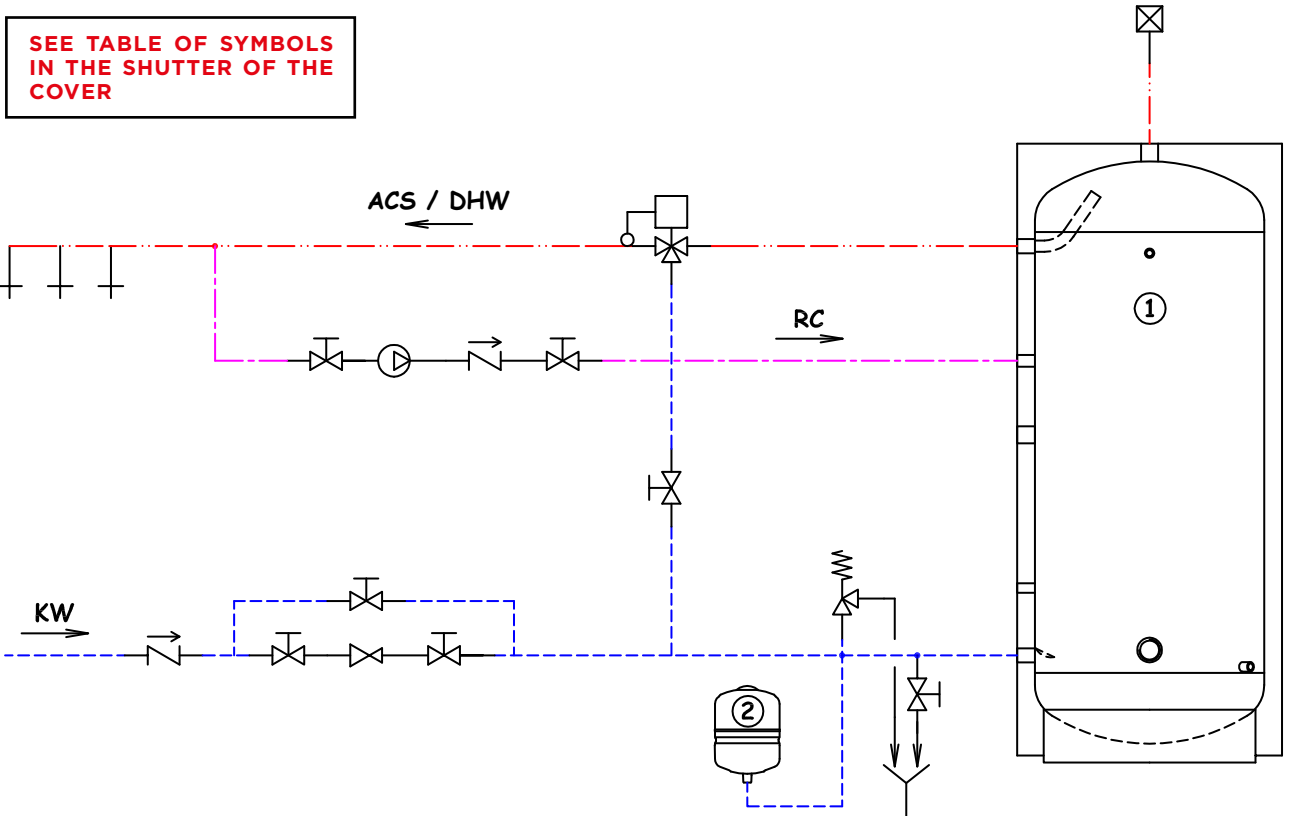 SEE TABLE OF SYMBOLS
IN THE SHUTTER OF THE
COVER
ACS / DHW
1
RC
KW
2